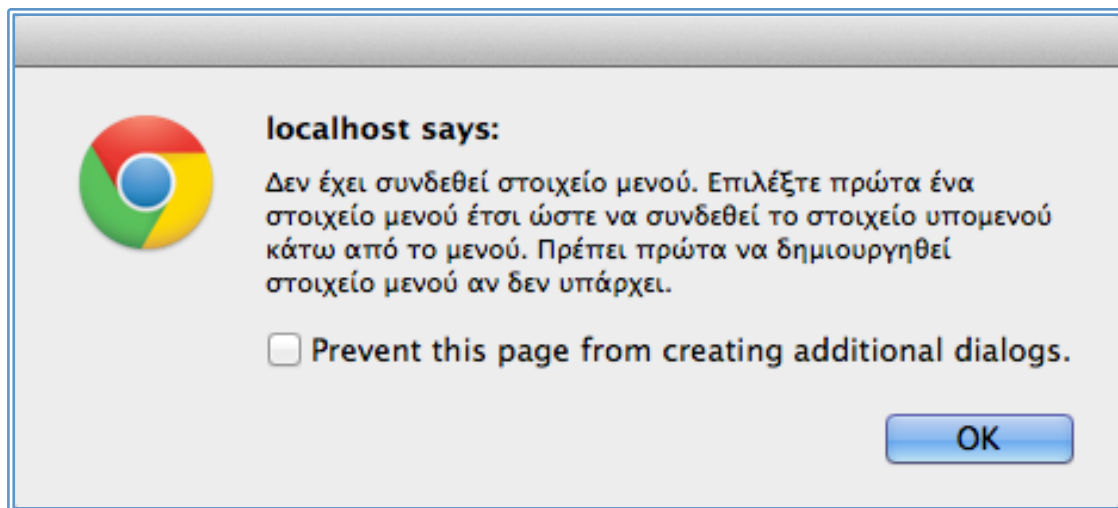 localhost says:
Δεν έχει συνδεθεί στοιχείο μενού. Επιλέξτε πρώτα ένα
στοιχείο μενού έτσι ώστε να συνδεθεί το στοιχείο υπομενού
κάτω από το μενού. Πρέπει πρώτα να δημιουργηθεί
στοιχείο μενού αν δεν υπάρχει.
Prevent this page from creating additional dialogs.
OK